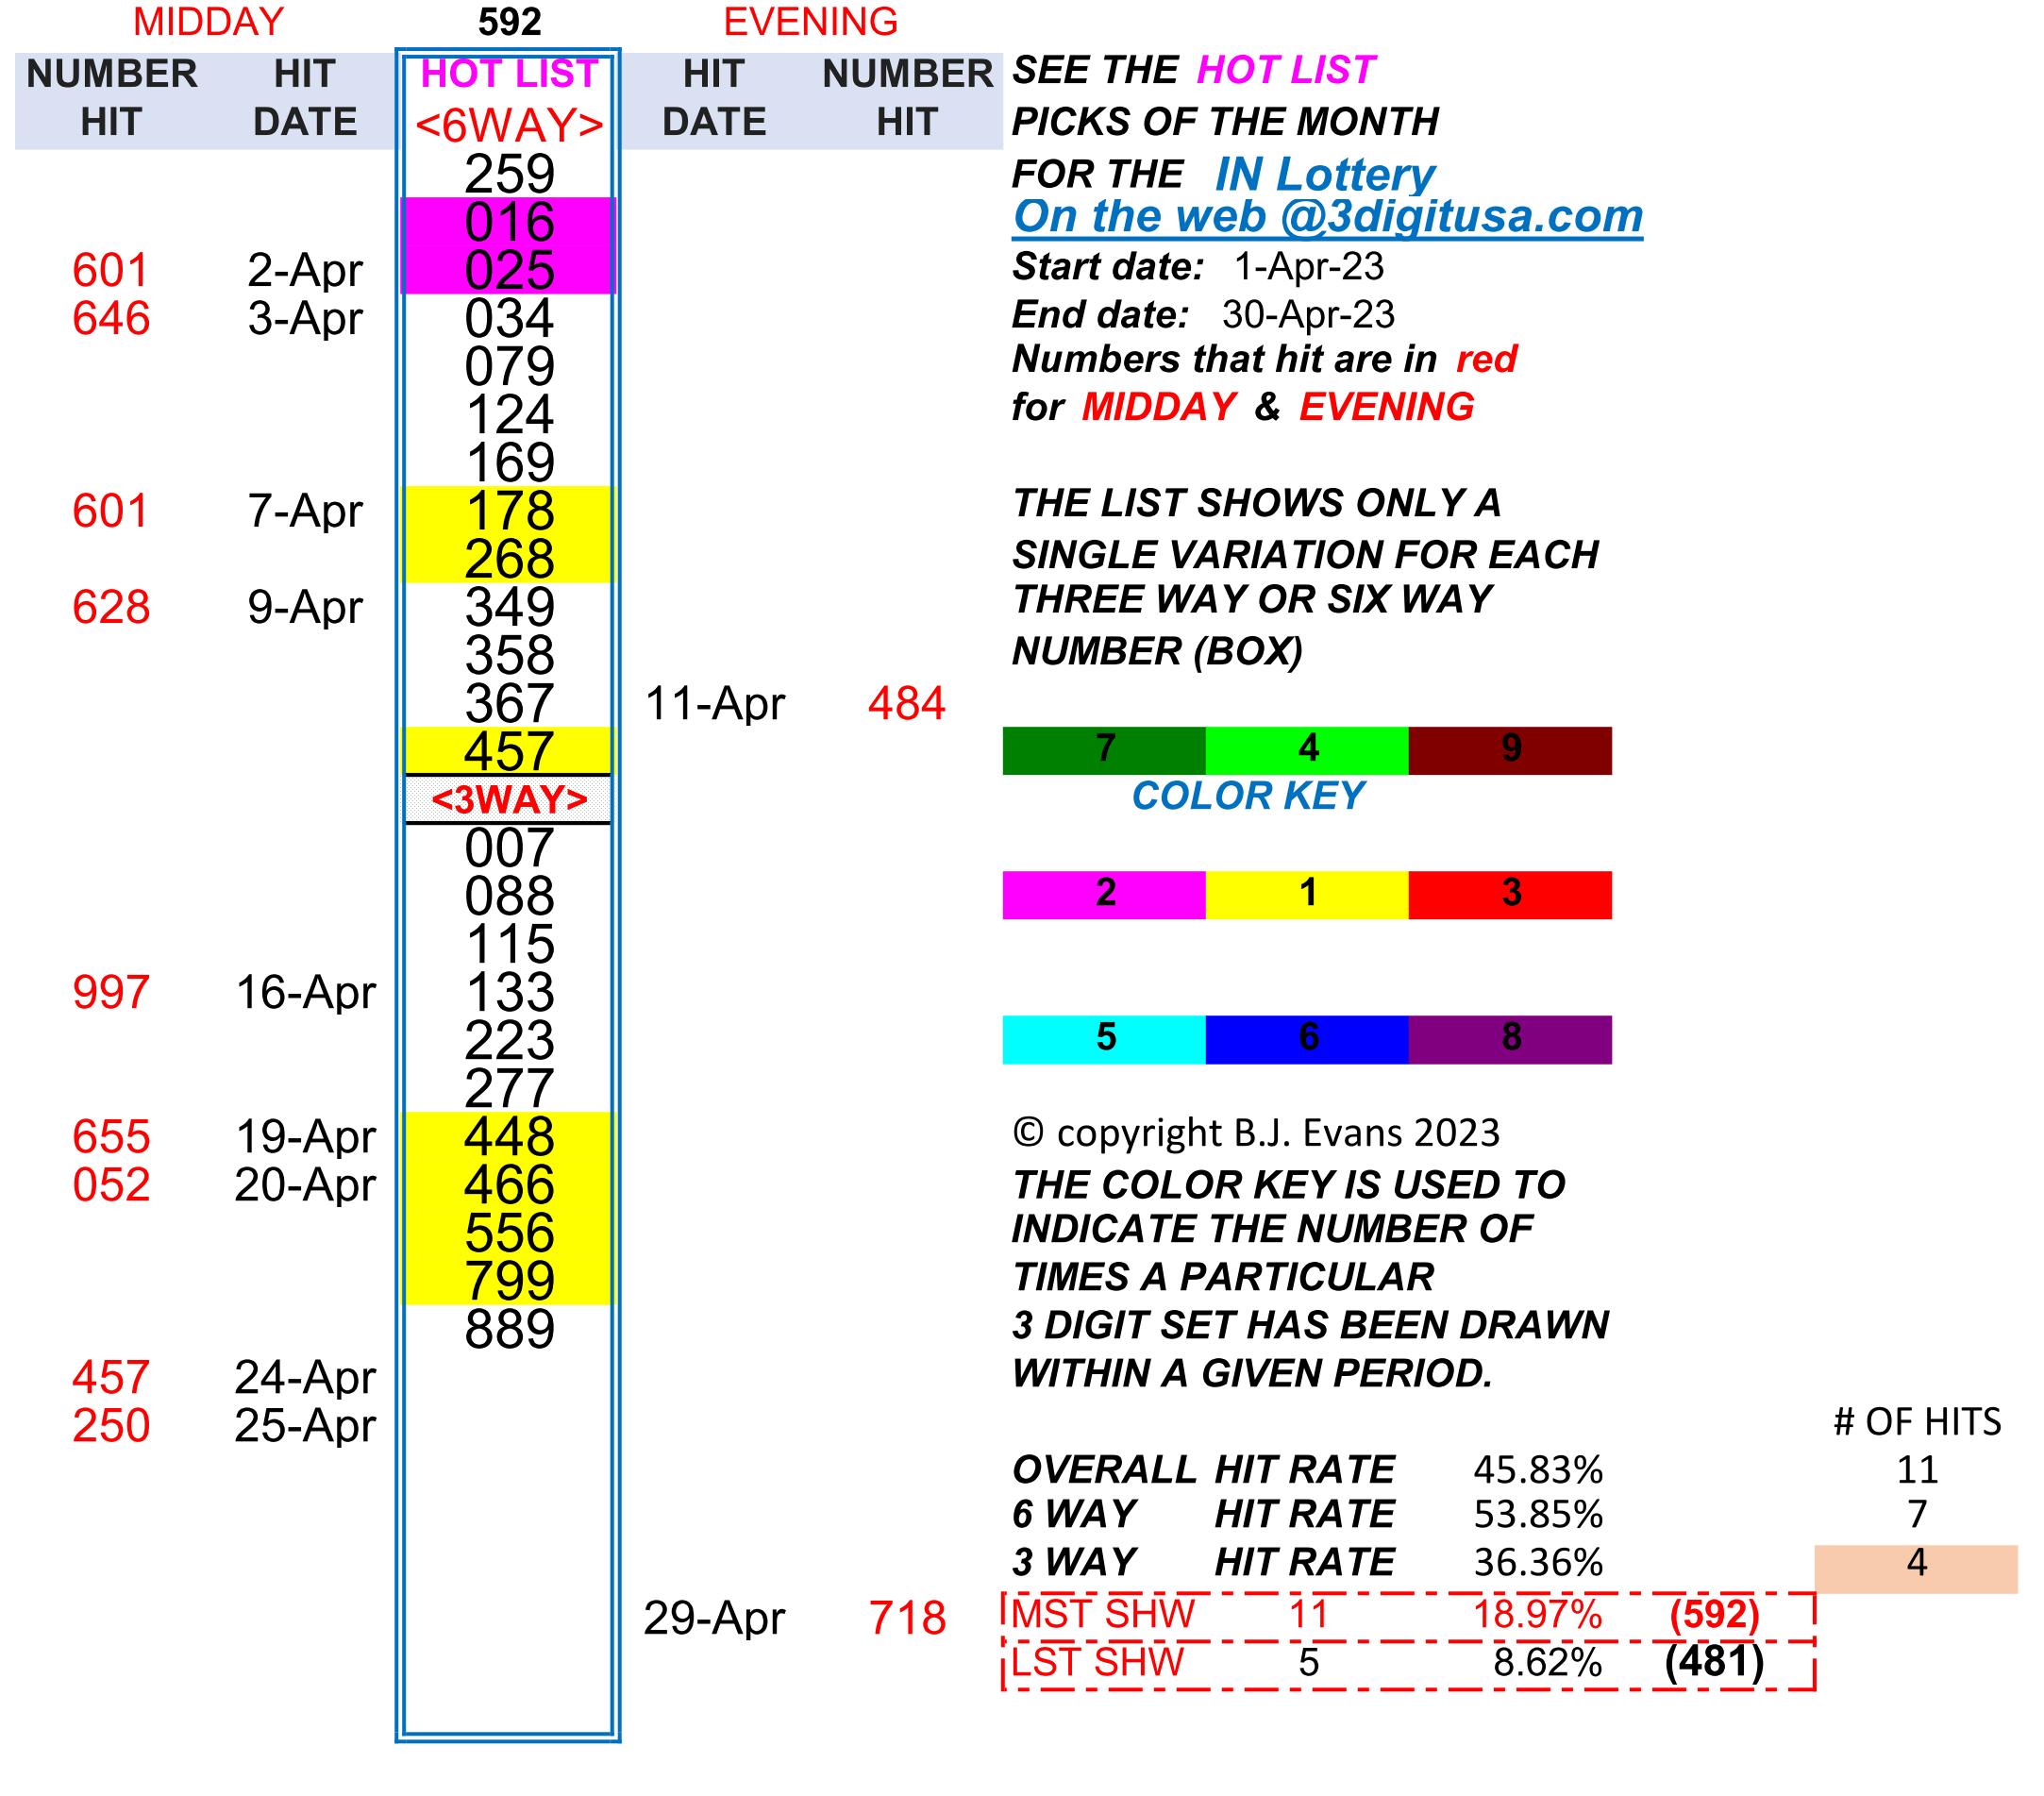 MIDDAY 592 EVENING
NUMBER HIT HOT LIST HIT NUMBER SEE THE HOT LIST
HIT DATE <6WAY> DATE HIT PICKS OF THE MONTH
259 FOR THE IN Lottery
016 On the web @3digitusa.com
601 2-Apr 025 Start date: 1-Apr-23
646 3-Apr 034 End date: 30-Apr-23
079 Numbers that hit are in red
124 for MIDDAY & EVENING
169
601 7-Apr 178 THE LIST SHOWS ONLY A
268 SINGLE VARIATION FOR EACH
628 9-Apr 349 THREE WAY OR SIX WAY
358 NUMBER (BOX)
367 11-Apr 484
457 7 4 9
<3WAY> COLOR KEY
007
088 2 1 3
115
997 16-Apr 133
223 5 6 8
277
655 19-Apr 448 © copyright B.J. Evans 2023
052 20-Apr 466 THE COLOR KEY IS USED TO
556 INDICATE THE NUMBER OF
799 TIMES A PARTICULAR
889 3 DIGIT SET HAS BEEN DRAWN
457 24-Apr WITHIN A GIVEN PERIOD.
250 25-Apr # OF HITS
OVERALL HIT RATE 45.83% 11
6 WAY HIT RATE 53.85% 7
3 WAY HIT RATE 36.36% 4
29-Apr 718 MST SHW 11 18.97% (592)
LST SHW 5 8.62% (481)